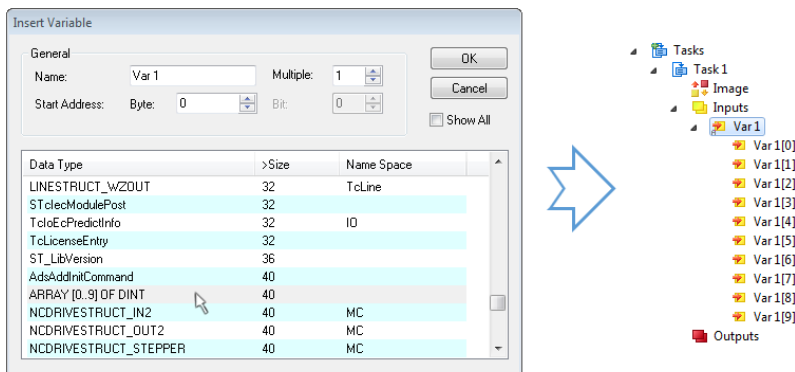 Insert Variable
General
Name: Var 1 Multiple: 1
Start Address: Byte: 0 Bit: 0
OK
Cancel
Show All
Data Type >Size Name Space
LINESTRUCT_WZOUT 32 TcLine
STcIecModulePost 32
TcIoEcPredictInfo 32 IO
TcLicenseEntry 32
ST_LibVersion 36
AdsAddInitCommand 40
ARRAY [0..9] OF DINT 40
NCDRIVESTRUCT_IN2 40 MC
NCDRIVESTRUCT_OUT2 40 MC
NCDRIVESTRUCT_STEPPER 40 MC
Tasks
Task 1
Image
Inputs
Var 1
Var 1[0]
Var 1[1]
Var 1[2]
Var 1[3]
Var 1[4]
Var 1[5]
Var 1[6]
Var 1[7]
Var 1[8]
Var 1[9]
Outputs